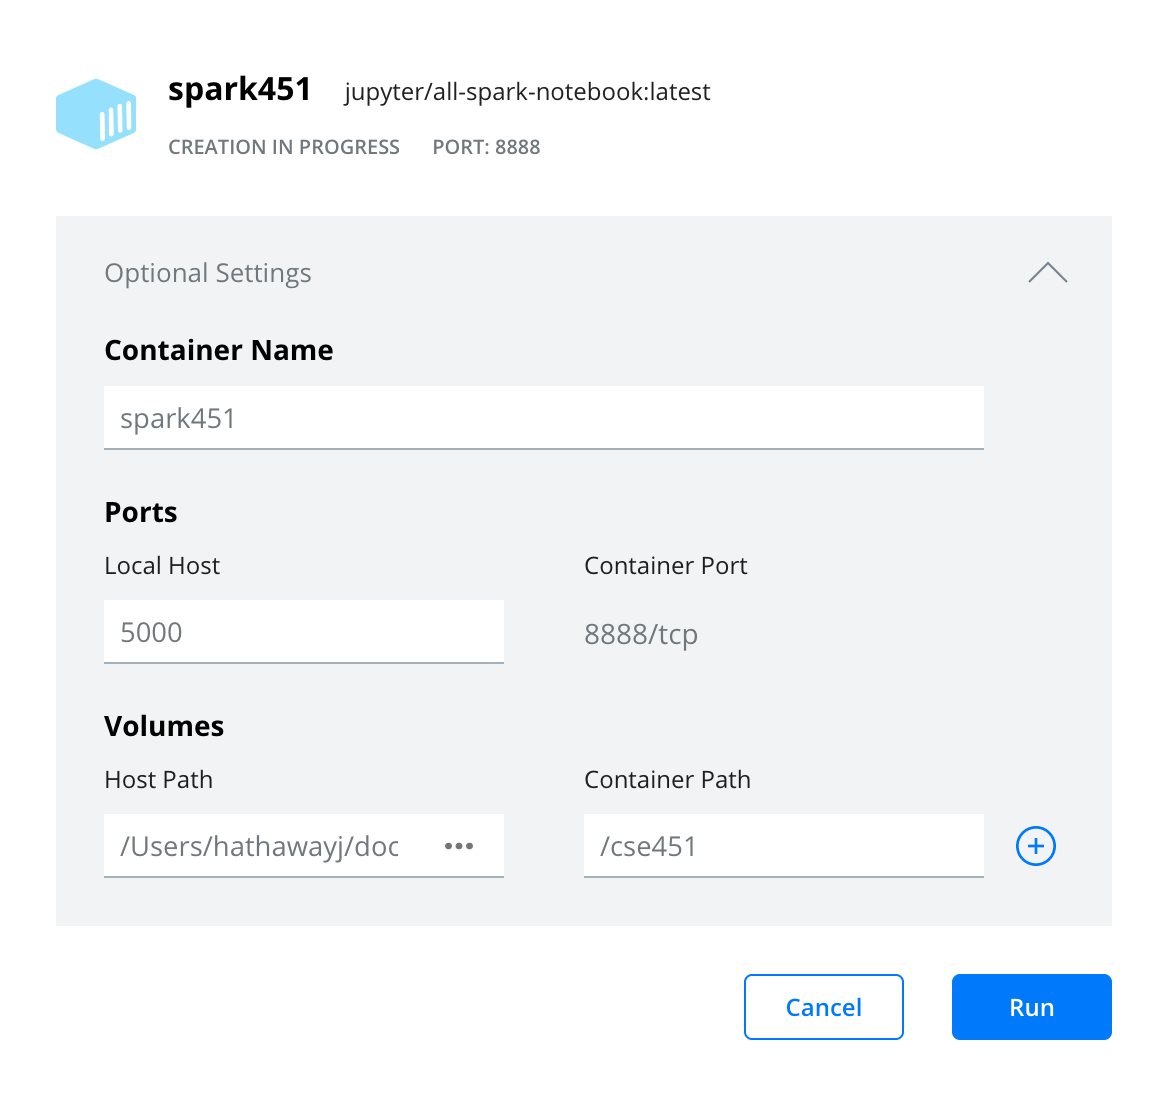 spark451 jupyter/all-spark-notebook:latest
CREATION IN PROGRESS PORT: 8888
Optional Settings
Container Name
spark451
Ports
Local Host Container Port
5000 8888/tcp
Volumes
Host Path Container Path
/Users/hathawayj/doc ••• /cse451
Cancel Run